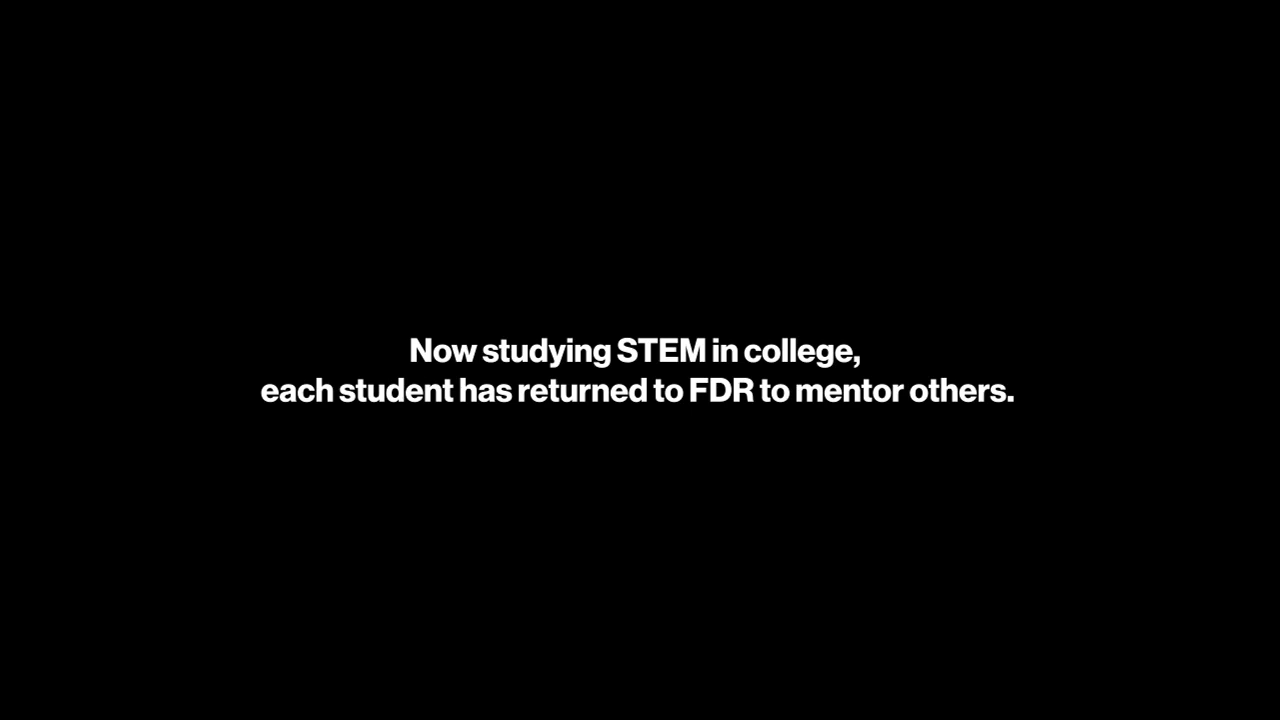 Now studying STEM in college,
each student has returned to FDR to mentor others.